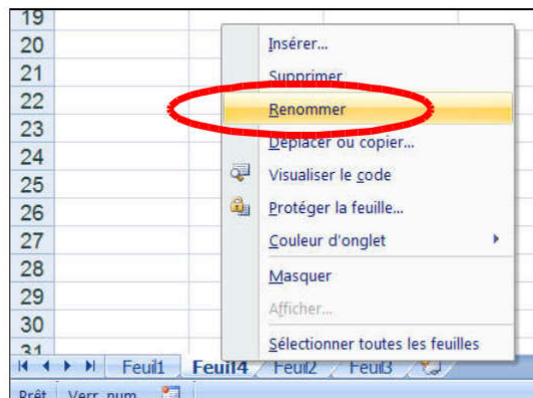 19
20
Insérer...
21
Supprimer
22
Renommer
23
Déplacer ou copier...
24
Visualiser le code
25
26
Protéger la feuille...
27
Couleur d'onglet
28
Masquer
29
Afficher...
30
Sélectionner toutes les feuilles
31
Feuil1 Feuil4 Feuil2 Feuil3
Prêt Verr. num.